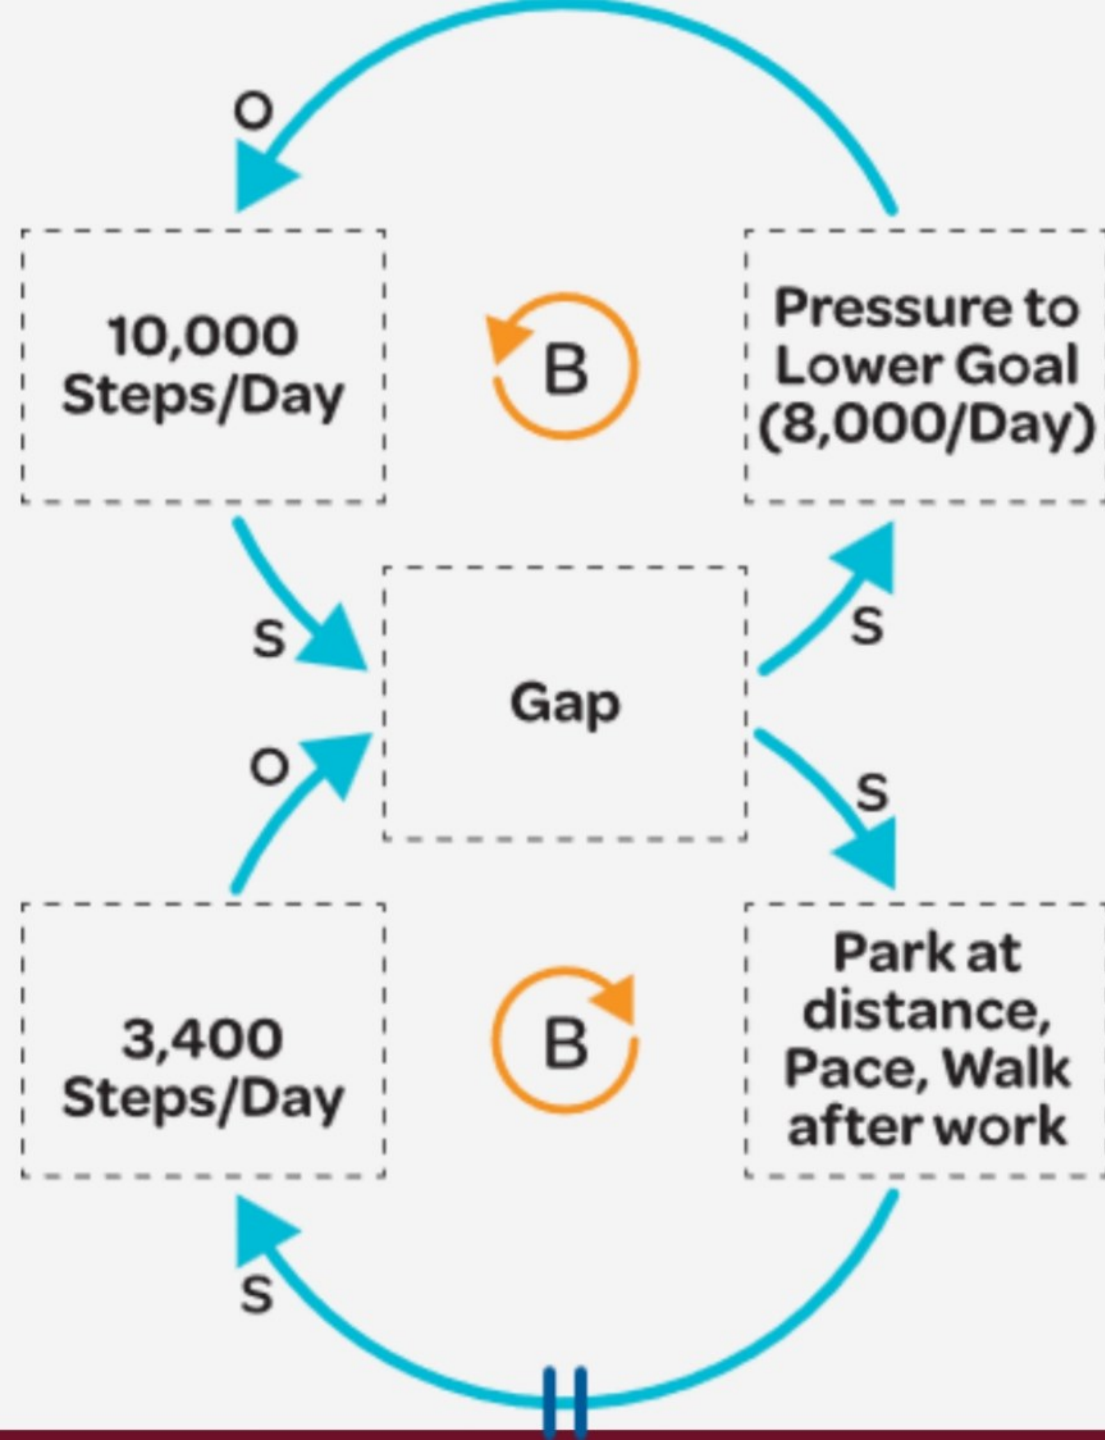 O
10,000
Steps/Day
B
Pressure to
Lower Goal
(8,000/Day)
S
S
Gap
O
S
3,400
Steps/Day
B
Park at
distance,
Pace, Walk
after work
S